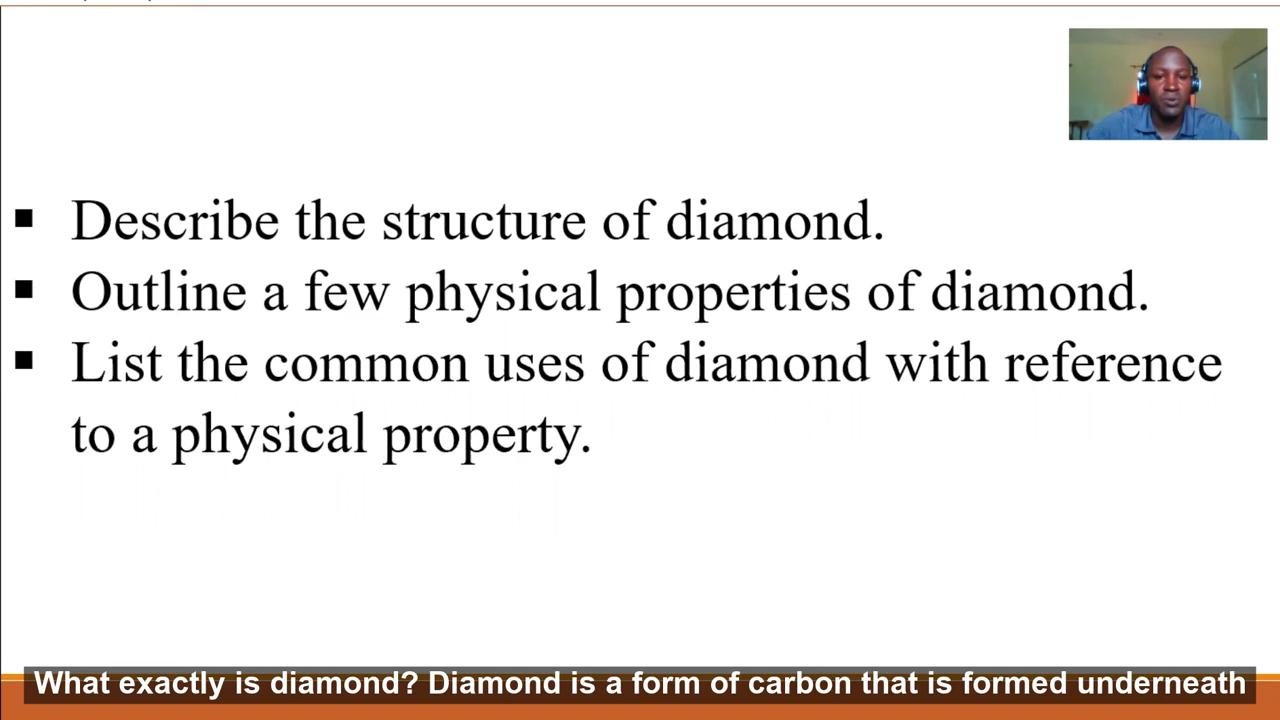 ▪ Describe the structure of diamond.
▪ Outline a few physical properties of diamond.
▪ List the common uses of diamond with reference
to a physical property.
What exactly is diamond? Diamond is a form of carbon that is formed underneath